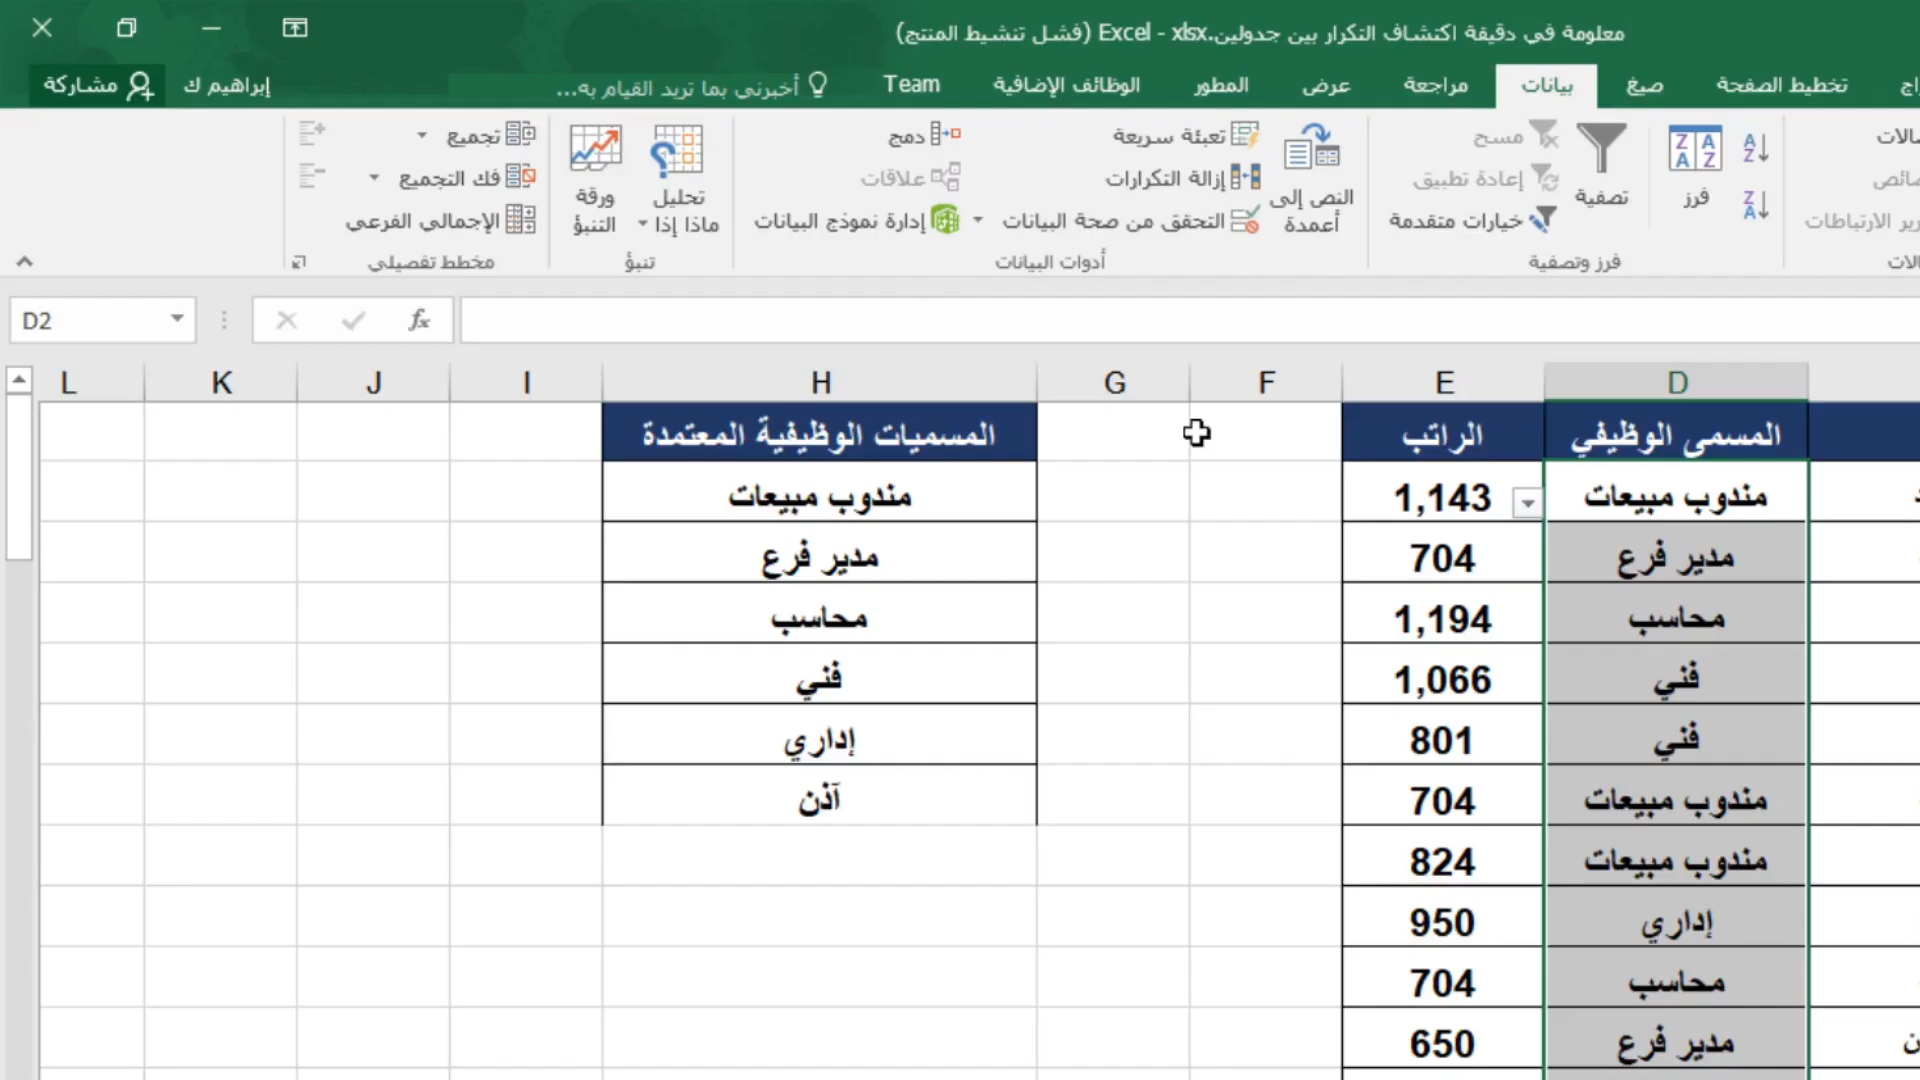 معلومة في دقيقة اكتشاف التكرار بين جدولين.xlsx - Excel (فشل تنشيط المنتج)
تخطيط الصفحة صيغ بيانات مراجعة عرض المطور الوظائف الإضافية Team أخبرني بما تريد القيام به... إبراهيم ك مشاركة
فرز
تصفية
مسح
إعادة تطبيق
خيارات متقدمة
فرز وتصفية
النص إلى
أعمدة
تعبئة سريعة
إزالة التكرارات
التحقق من صحة البيانات
دمج
علاقات
إدارة نموذج البيانات
أدوات البيانات
تحليل
ماذا إذا
ورقة
التنبؤ
تنبؤ
تجميع
فك التجميع
الإجمالي الفرعي
مخطط تفصيلي
D2
fx
D E F G H I J K L
المسمى الوظيفي الراتب المسميات الوظيفية المعتمدة
مندوب مبيعات 1,143 مندوب مبيعات
مدير فرع 704 مدير فرع
محاسب 1,194 محاسب
فني 1,066 فني
فني 801 إداري
مندوب مبيعات 704 آذن
مندوب مبيعات 824
إداري 950
محاسب 704
مدير فرع 650